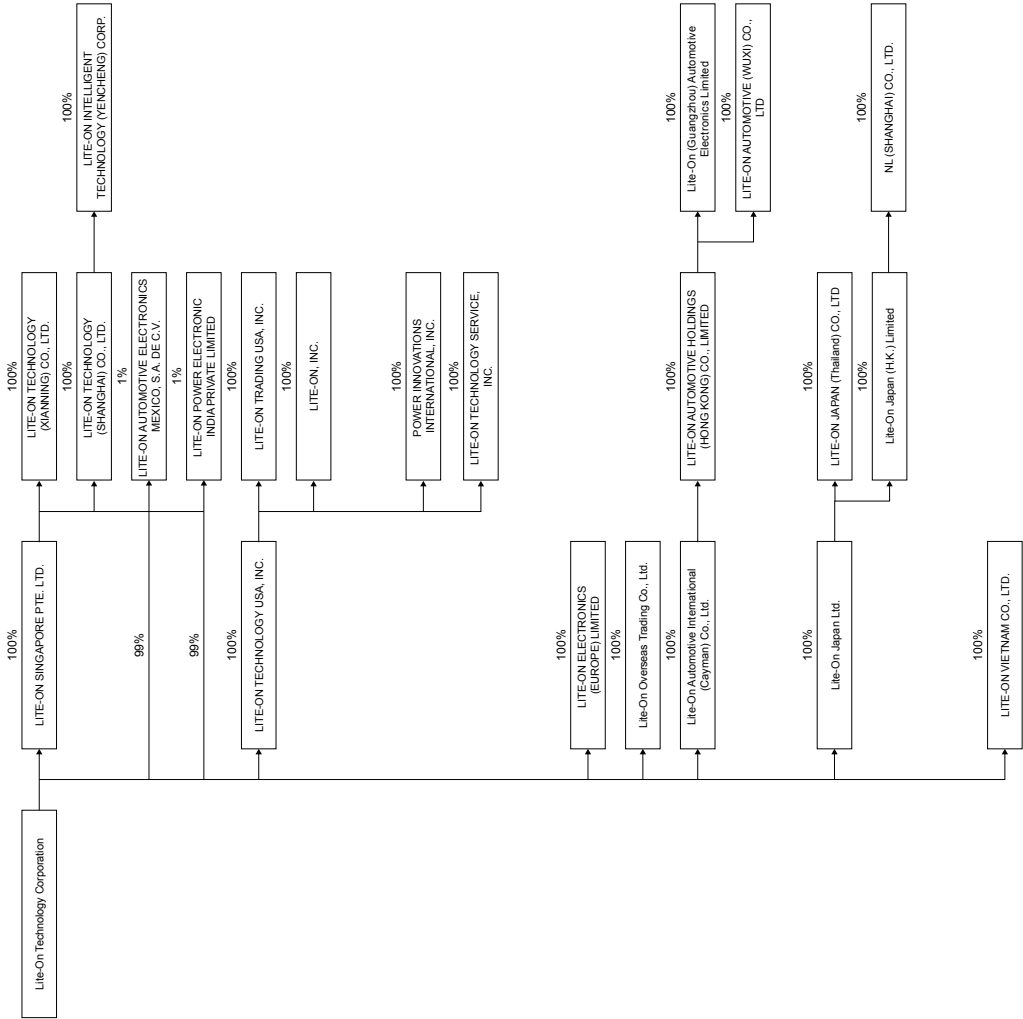 Lite-On Technology Corporation
100%
LITE-ON SINGAPORE PTE. LTD.
99%
99%
100%
LITE-ON TECHNOLOGY USA, INC.
100%
LITE-ON ELECTRONICS
(EUROPE) LIMITED
100%
Lite-On Overseas Trading Co., Ltd.
100%
Lite-On Automotive International
(Cayman) Co., Ltd.
100%
Lite-On Japan Ltd.
100%
LITE-ON VIETNAM CO., LTD.
100%
LITE-ON TECHNOLOGY
(XIANNING) CO., LTD.
100%
LITE-ON TECHNOLOGY
(SHANGHAI) CO., LTD.
1%
LITE-ON AUTOMOTIVE ELECTRONICS
MEXICO, S.A. DE C.V.
1%
LITE-ON POWER ELECTRONIC
INDIA PRIVATE LIMITED
100%
LITE-ON TRADING USA, INC.
100%
LITE-ON, INC.
100%
POWER INNOVATIONS
INTERNATIONAL, INC.
100%
LITE-ON TECHNOLOGY SERVICE,
INC.
100%
LITE-ON AUTOMOTIVE HOLDINGS
(HONG KONG) CO., LIMITED
100%
LITE-ON JAPAN (Thailand) CO., LTD
100%
Lite-On Japan (H.K.) Limited
100%
LITE-ON INTELLIGENT
TECHNOLOGY (YENCHENG) CORP.
100%
Lite-On (Guangzhou) Automotive
Electronics Limited
100%
LITE-ON AUTOMOTIVE (WUXI) CO.,
LTD
100%
NL (SHANGHAI) CO., LTD.